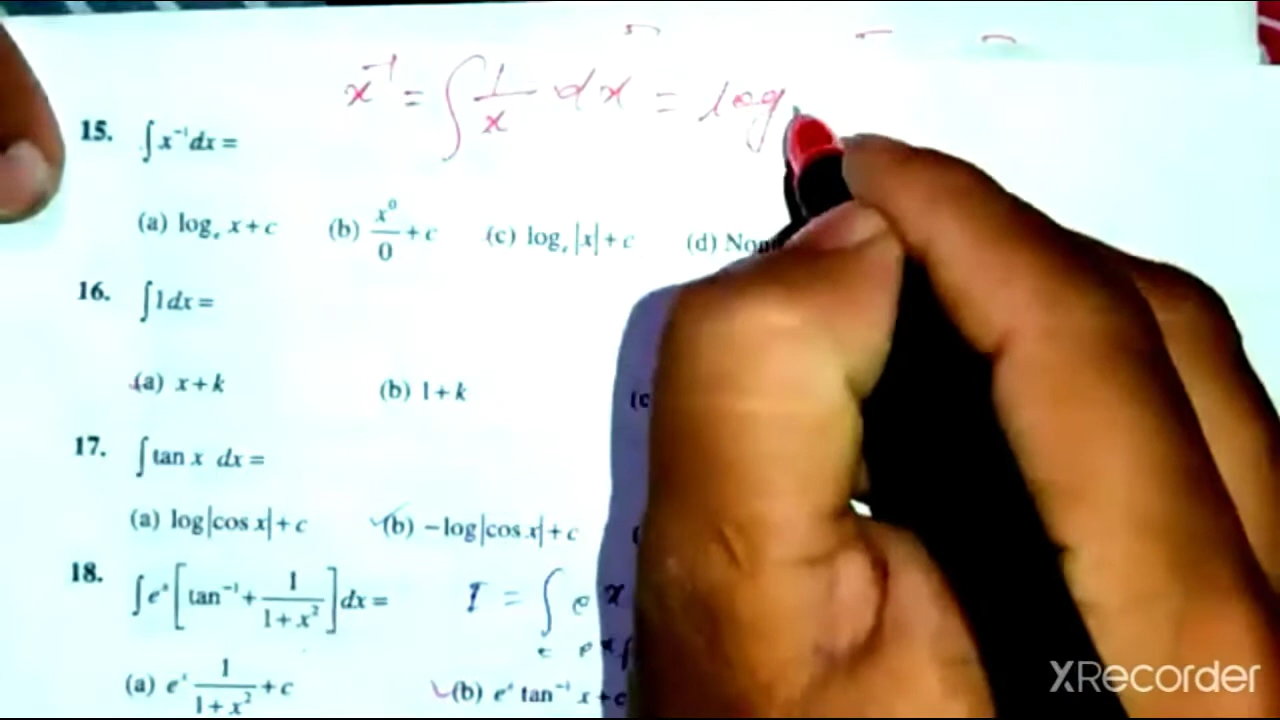 x⁻¹ = ∫ 1/x dx = log
15. ∫x⁻¹dx =
(a) logₑ x + c (b) x⁰/0 + c (c) logₑ |x| + c (d)
16. ∫1dx =
(a) x + k (b) 1 + k (c
17. ∫tan x dx =
(a) log|cos x| + c (b) −log|cos x| + c (
18. ∫eˣ[tan⁻¹ + 1/(1 + x²)]dx = I = ∫ e x
(a) eˣ 1/(1 + x²) + c (b) eˣ tan⁻¹ x + c
XRecorder